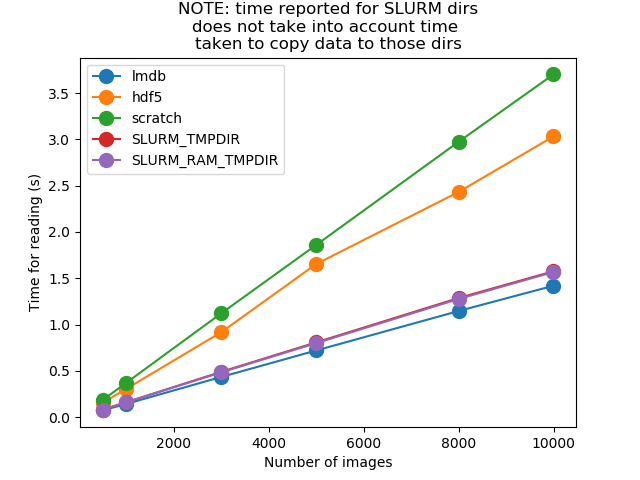 NOTE: time reported for SLURM dirs
does not take into account time
taken to copy data to those dirs
lmdb
hdf5
scratch
SLURM_TMPDIR
SLURM_RAM_TMPDIR
Time for reading (s)
3.5
3.0
2.5
2.0
1.5
1.0
0.5
0.0
2000 4000 6000 8000 10000
Number of images